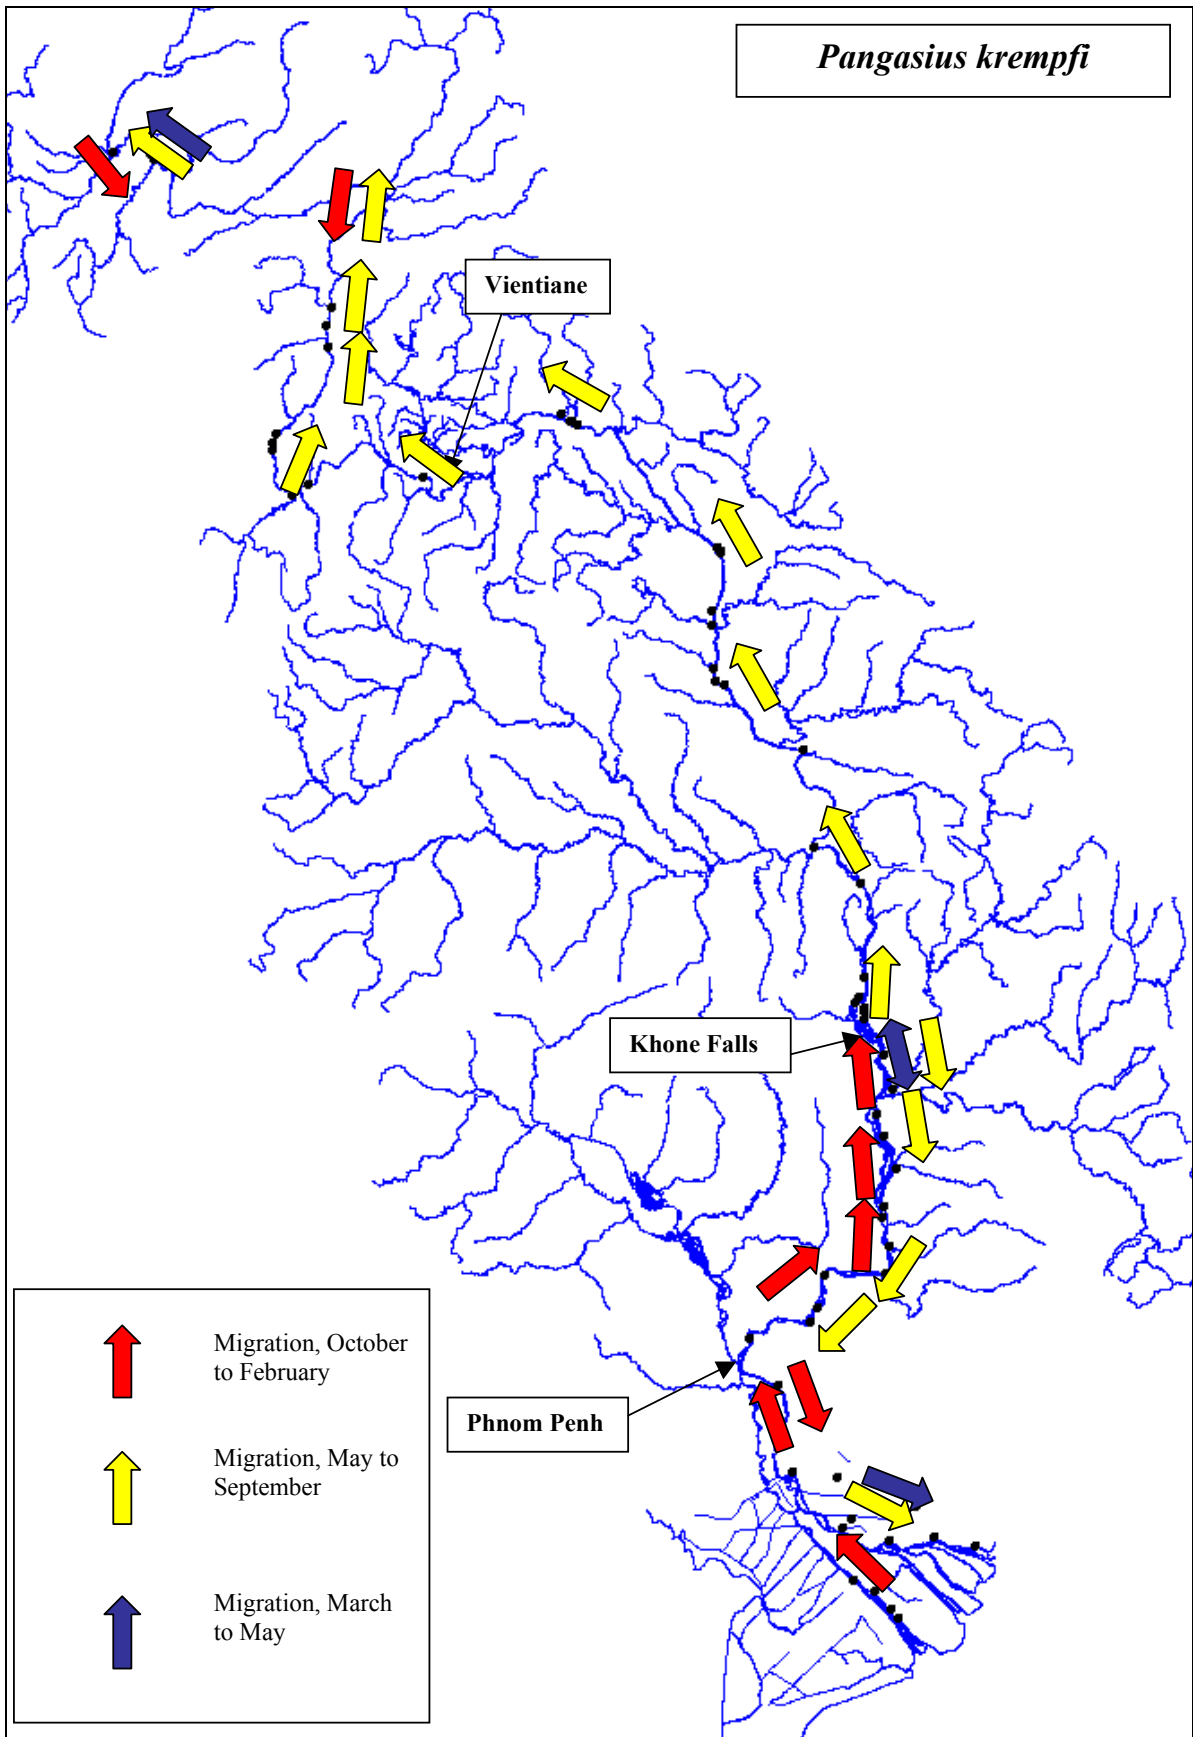 Pangasius krempfi
Vientiane
Khone Falls
Phnom Penh
Migration, October
to February
Migration, May to
September
Migration, March
to May